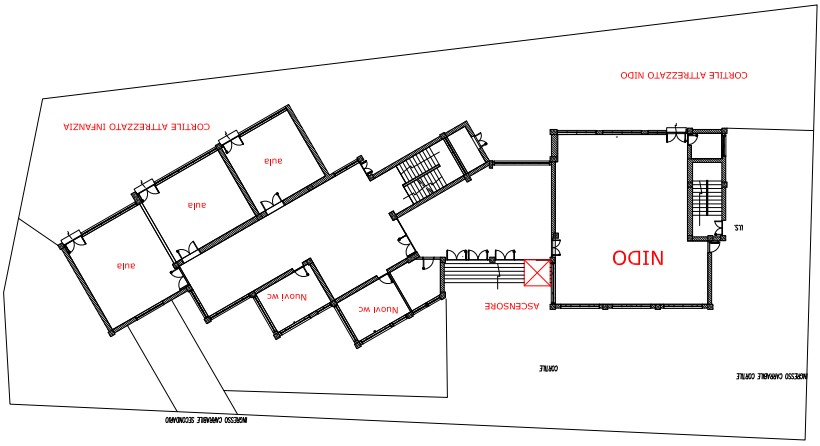 CORTILE ATTREZZATO NIDO
CORTILE ATTREZZATO INFANZIA
aula
aula
aula
U.S.
NIDO
Nuovi wc
Nuovi wc
ASCENSORE
CORTILE
INGRESSO CARRABILE CORTILE
INGRESSO CARRABILE SECONDARIO